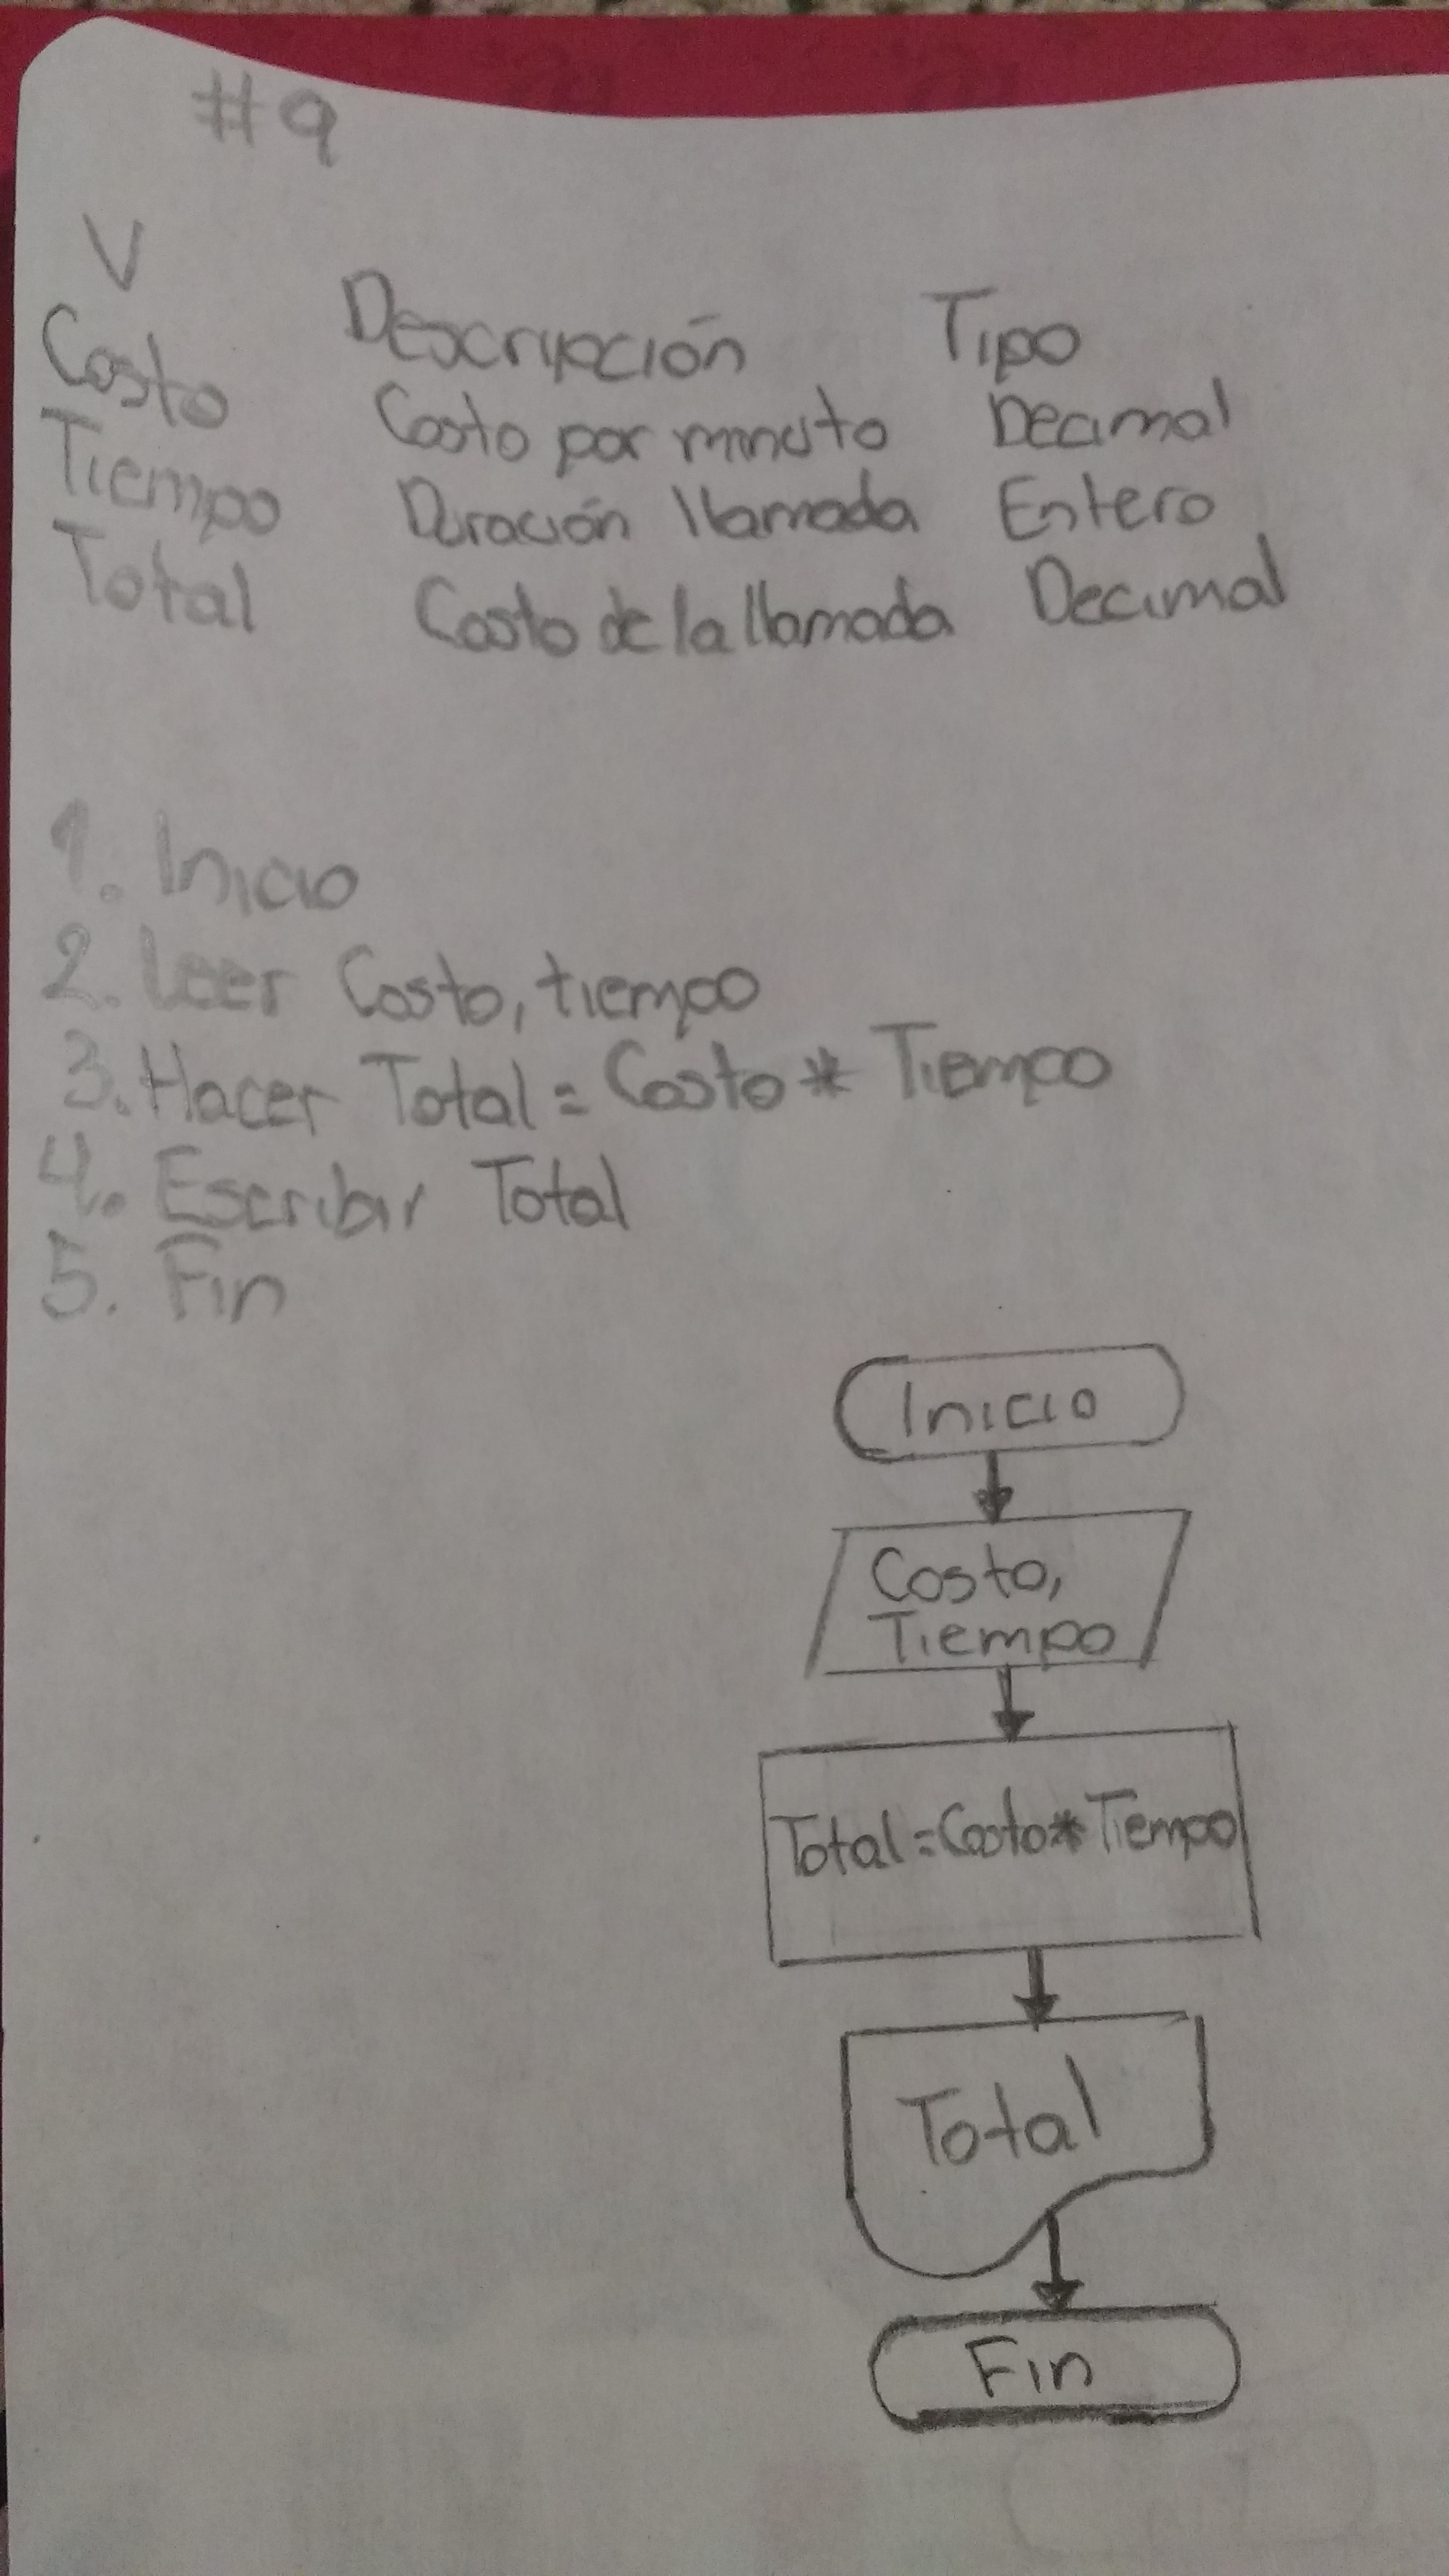 #9
V Descripción Tipo
Costo Costo por minuto Decimal
Tiempo Duración llamada Entero
Total Costo de la llamada Decimal
1. Inicio
2. Leer Costo, tiempo
3. Hacer Total = Costo * Tiempo
4. Escribir Total
5. Fin
Inicio
Costo,
Tiempo
Total = Costo * Tiempo
Total
Fin